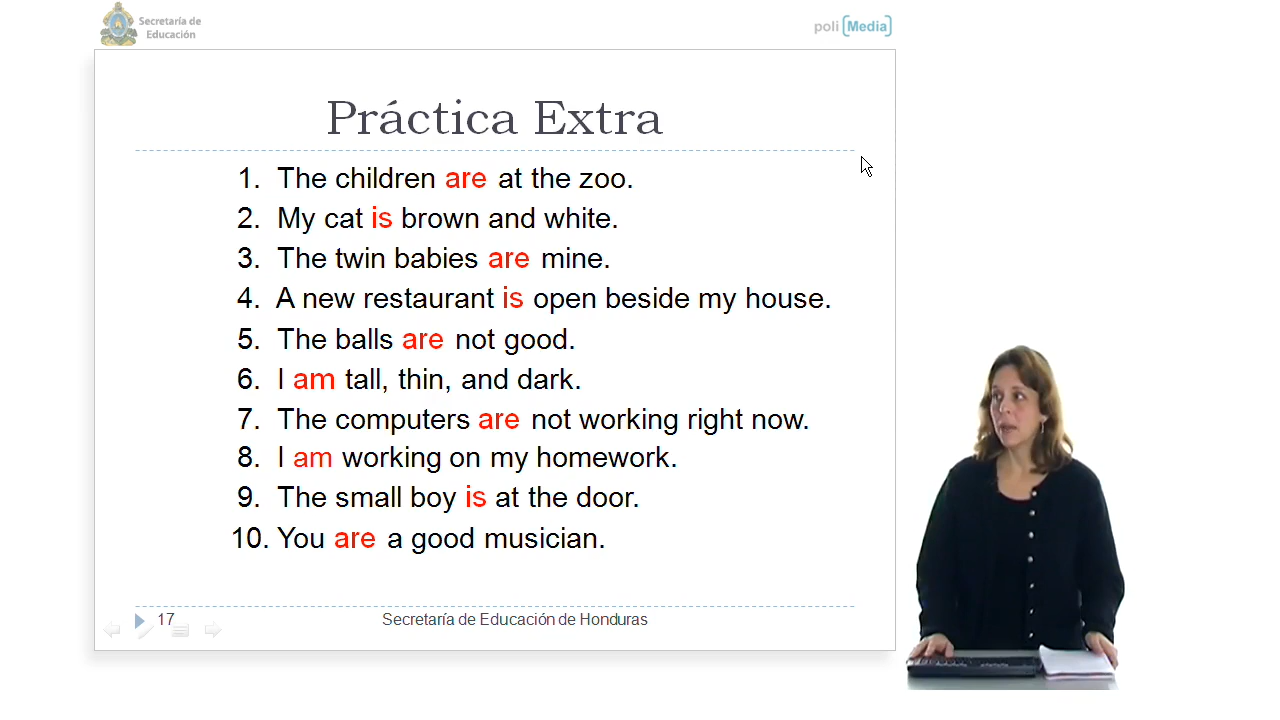 Secretaría de
Educación
poli [Media]
Práctica Extra
1. The children are at the zoo.
2. My cat is brown and white.
3. The twin babies are mine.
4. A new restaurant is open beside my house.
5. The balls are not good.
6. I am tall, thin, and dark.
7. The computers are not working right now.
8. I am working on my homework.
9. The small boy is at the door.
10. You are a good musician.
17 Secretaría de Educación de Honduras